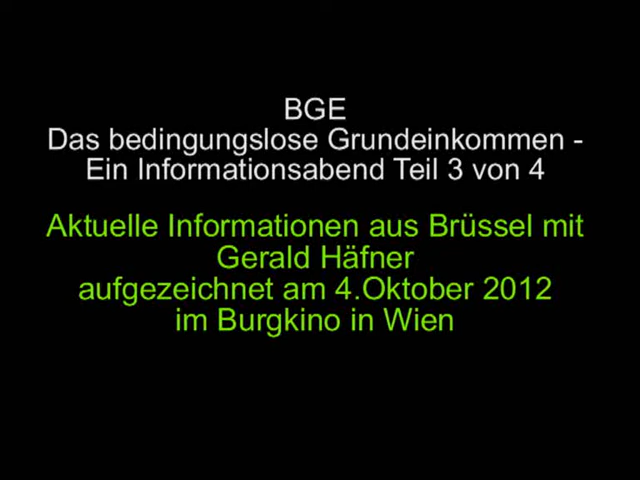 BGE
Das bedingungslose Grundeinkommen -
Ein Informationsabend Teil 3 von 4
Aktuelle Informationen aus Brüssel mit
Gerald Häfner
aufgezeichnet am 4.Oktober 2012
im Burgkino in Wien